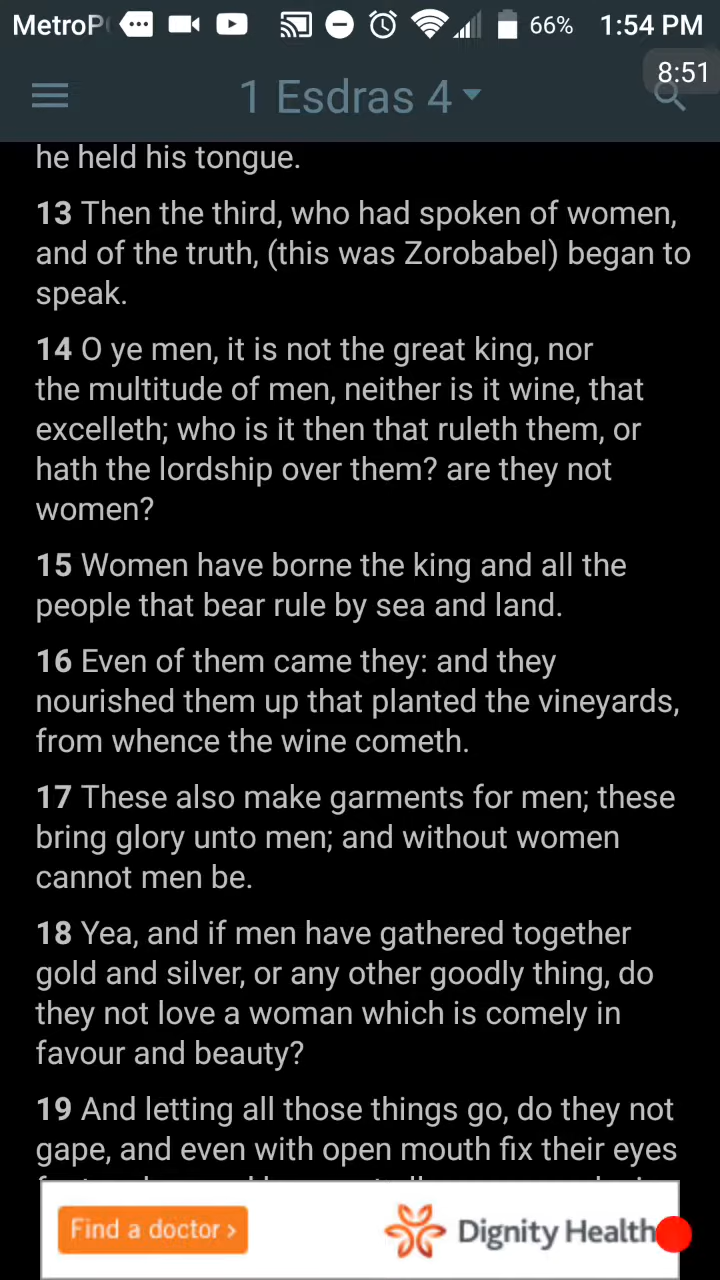 MetroP 66% 1:54 PM
8:51
1 Esdras 4
he held his tongue.
13 Then the third, who had spoken of women,
and of the truth, (this was Zorobabel) began to
speak.
14 O ye men, it is not the great king, nor
the multitude of men, neither is it wine, that
excelleth; who is it then that ruleth them, or
hath the lordship over them? are they not
women?
15 Women have borne the king and all the
people that bear rule by sea and land.
16 Even of them came they: and they
nourished them up that planted the vineyards,
from whence the wine cometh.
17 These also make garments for men; these
bring glory unto men; and without women
cannot men be.
18 Yea, and if men have gathered together
gold and silver, or any other goodly thing, do
they not love a woman which is comely in
favour and beauty?
19 And letting all those things go, do they not
gape, and even with open mouth fix their eyes
Find a doctor ›
Dignity Health